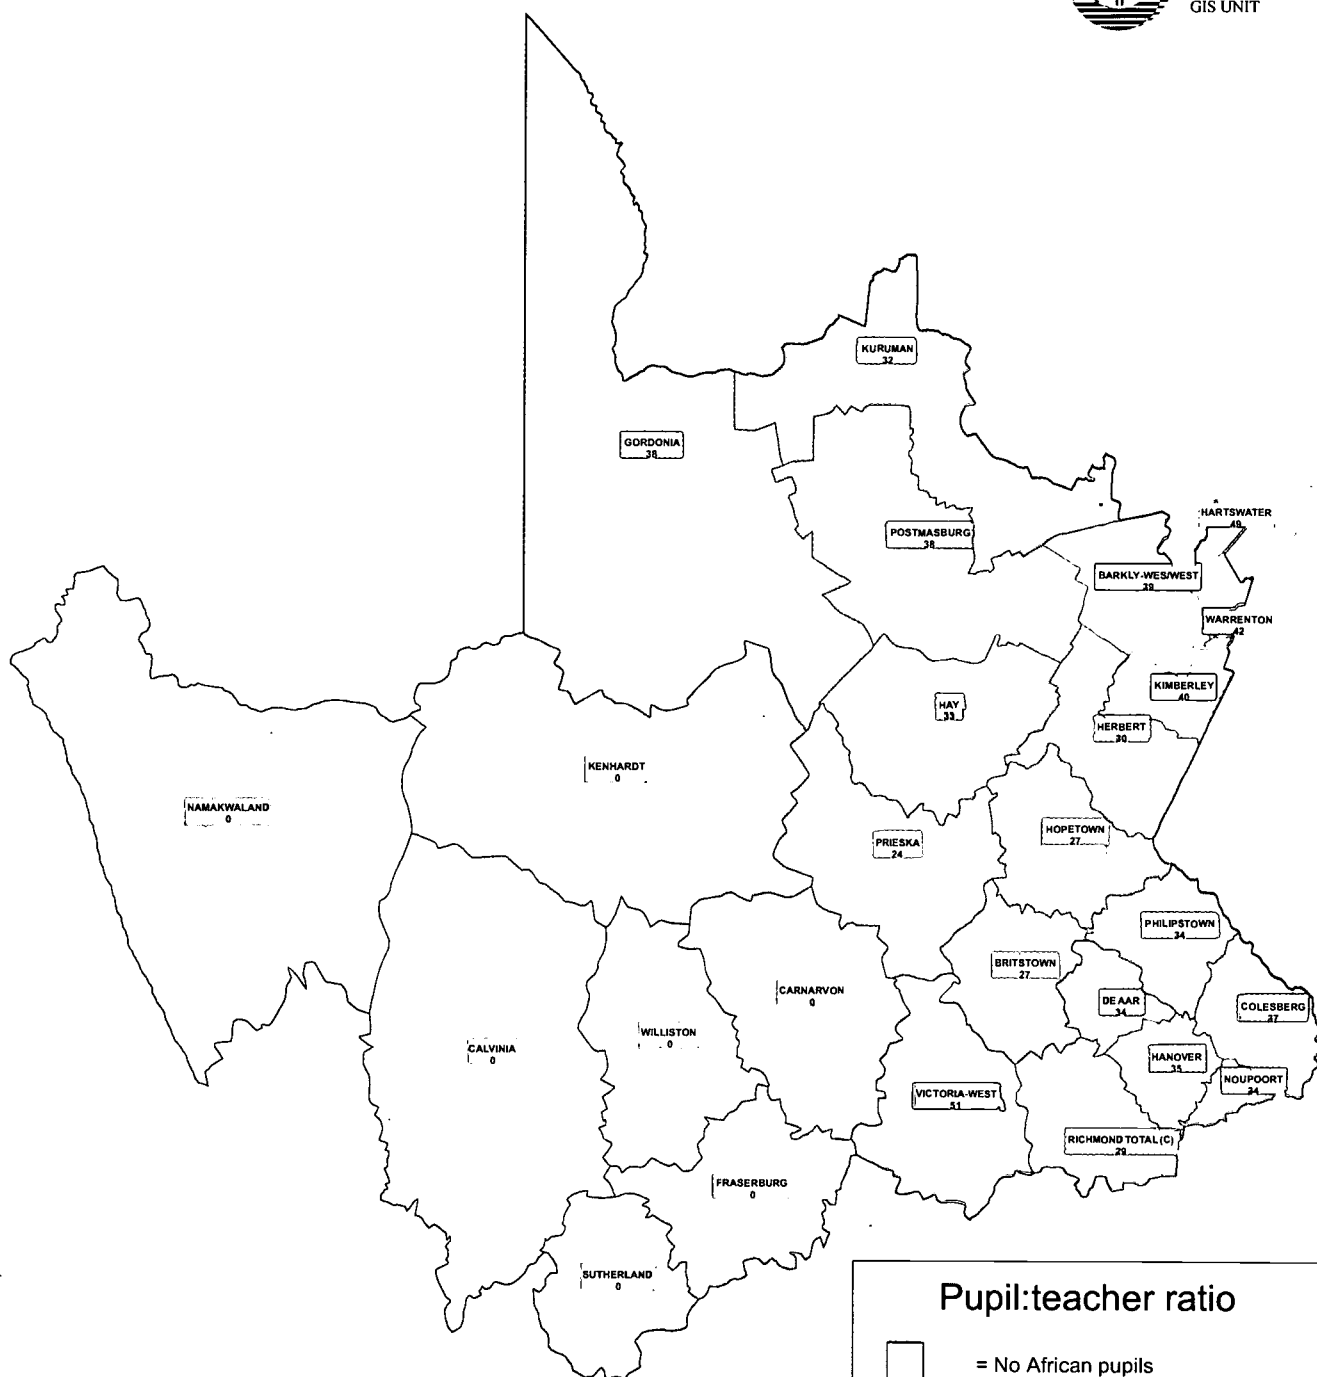 GIS UNIT
KURUMAN
32
GORDONIA
38
HARTSWATER
49
POSTMASBURG
38
BARKLY-WES/WEST
39
WARRENTON
42
KIMBERLEY
40
HAY
33
HERBERT
30
KENHARDT
0
NAMAKWALAND
0
HOPETOWN
27
PRIESKA
24
PHILIPSTOWN
34
BRITSTOWN
27
CARNARVON
0
DE AAR
34
COLESBERG
37
WILLISTON
0
CALVINIA
0
HANOVER
35
NOUPOORT
34
VICTORIA-WEST
51
RICHMOND TOTAL (C)
29
FRASERBURG
0
SUTHERLAND
0
Pupil:teacher ratio
= No African pupils